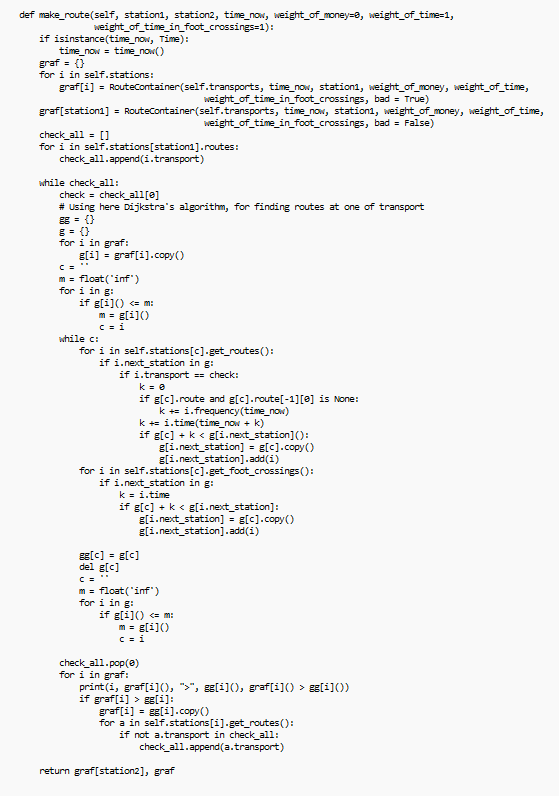 def make_route(self, station1, station2, time_now, weight_of_money=0, weight_of_time=1,
weight_of_time_in_foot_crossings=1):
if isinstance(time_now, Time):
time_now = time_now()
graf = {}
for i in self.stations:
graf[i] = RouteContainer(self.transports, time_now, station1, weight_of_money, weight_of_time,
weight_of_time_in_foot_crossings, bad = True)
graf[station1] = RouteContainer(self.transports, time_now, station1, weight_of_money, weight_of_time,
weight_of_time_in_foot_crossings, bad = False)
check_all = []
for i in self.stations[station1].routes:
check_all.append(i.transport)
while check_all:
check = check_all[0]
# Using here Dijkstra's algorithm, for finding routes at one of transport
gg = {}
g = {}
for i in graf:
g[i] = graf[i].copy()
c = ''
m = float('inf')
for i in g:
if g[i]() <= m:
m = g[i]()
c = i
while c:
for i in self.stations[c].get_routes():
if i.next_station in g:
if i.transport == check:
k = 0
if g[c].route and g[c].route[-1][0] is None:
k += i.frequency(time_now)
k += i.time(time_now + k)
if g[c] + k < g[i.next_station]():
g[i.next_station] = g[c].copy()
g[i.next_station].add(i)
for i in self.stations[c].get_foot_crossings():
if i.next_station in g:
k = i.time
if g[c] + k < g[i.next_station]:
g[i.next_station] = g[c].copy()
g[i.next_station].add(i)
gg[c] = g[c]
del g[c]
c = ''
m = float('inf')
for i in g:
if g[i]() <= m:
m = g[i]()
c = i
check_all.pop(0)
for i in graf:
print(i, graf[i](), ">", gg[i](), graf[i]() > gg[i]())
if graf[i] > gg[i]:
graf[i] = gg[i].copy()
for a in self.stations[i].get_routes():
if not a.transport in check_all:
check_all.append(a.transport)
return graf[station2], graf